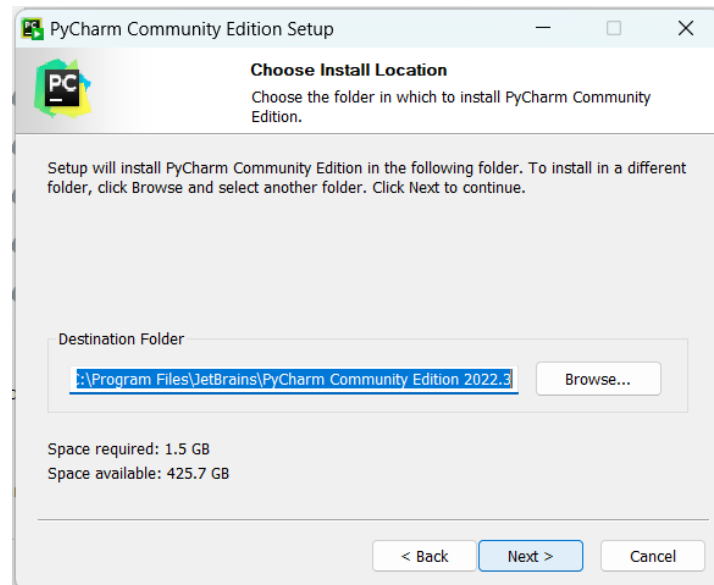 PyCharm Community Edition Setup
PC
Choose Install Location
Choose the folder in which to install PyCharm Community
Edition.
Setup will install PyCharm Community Edition in the following folder. To install in a different
folder, click Browse and select another folder. Click Next to continue.
Destination Folder
:\Program Files\JetBrains\PyCharm Community Edition 2022.3
Browse...
Space required: 1.5 GB
Space available: 425.7 GB
< Back
Next >
Cancel